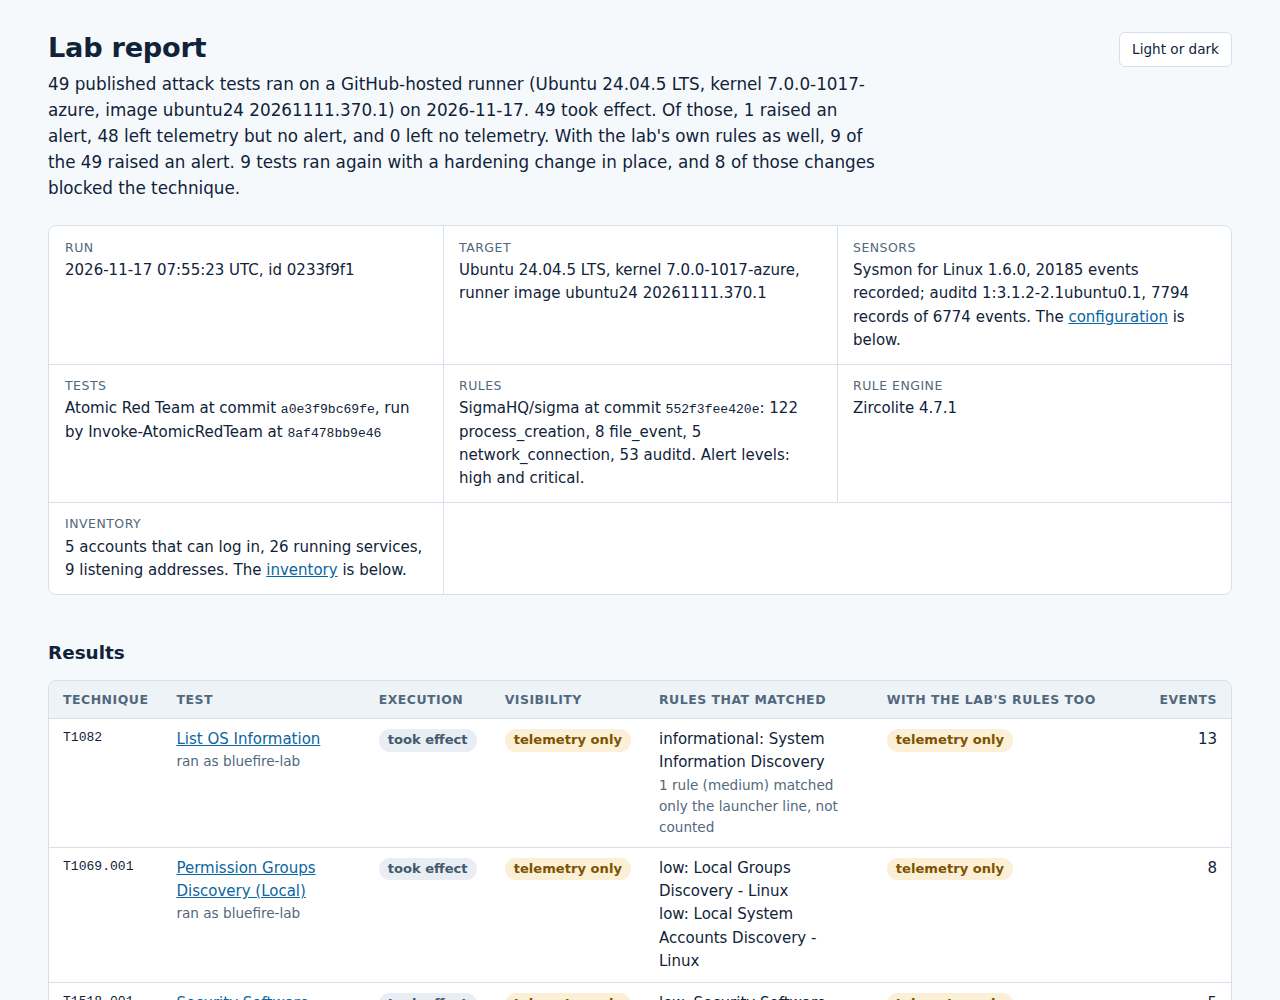 Lab report
Light or dark
49 published attack tests ran on a GitHub-hosted runner (Ubuntu 24.04.5 LTS, kernel 7.0.0-1017-
azure, image ubuntu24 20261111.370.1) on 2026-11-17. 49 took effect. Of those, 1 raised an
alert, 48 left telemetry but no alert, and 0 left no telemetry. With the lab's own rules as well, 9 of
the 49 raised an alert. 9 tests ran again with a hardening change in place, and 8 of those changes
blocked the technique.
RUN
2026-11-17 07:55:23 UTC, id 0233f9f1
TARGET
Ubuntu 24.04.5 LTS, kernel 7.0.0-1017-azure,
runner image ubuntu24 20261111.370.1
SENSORS
Sysmon for Linux 1.6.0, 20185 events
recorded; auditd 1:3.1.2-2.1ubuntu0.1, 7794
records of 6774 events. The configuration is
below.
TESTS
Atomic Red Team at commit a0e3f9bc69fe, run
by Invoke-AtomicRedTeam at 8af478bb9e46
RULES
SigmaHQ/sigma at commit 552f3fee420e: 122
process_creation, 8 file_event, 5
network_connection, 53 auditd. Alert levels:
high and critical.
RULE ENGINE
Zircolite 4.7.1
INVENTORY
5 accounts that can log in, 26 running services,
9 listening addresses. The inventory is below.
Results
TECHNIQUE TEST EXECUTION VISIBILITY RULES THAT MATCHED WITH THE LAB'S RULES TOO EVENTS
T1082 List OS Information took effect telemetry only informational: System telemetry only 13
ran as bluefire-lab Information Discovery
1 rule (medium) matched
only the launcher line, not
counted
T1069.001 Permission Groups took effect telemetry only low: Local Groups telemetry only 8
Discovery (Local) Discovery - Linux
ran as bluefire-lab low: Local System
Accounts Discovery -
Linux